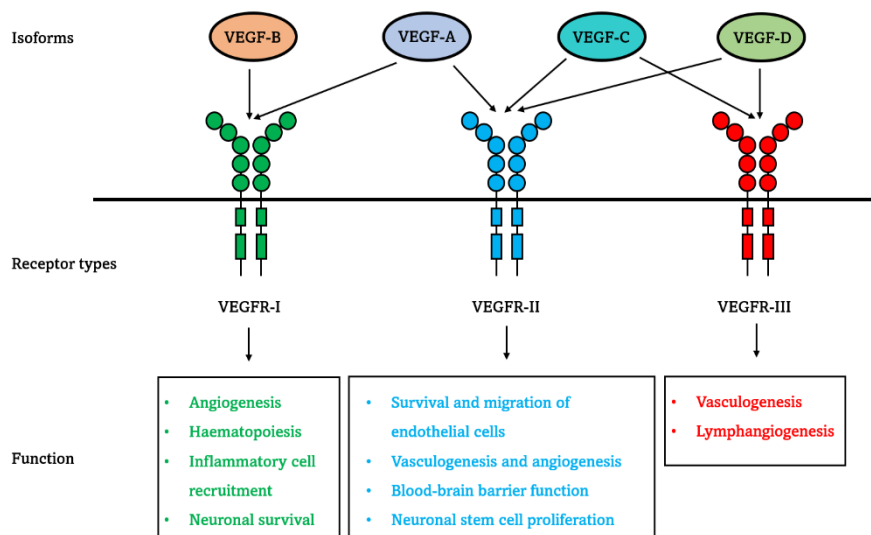 Isoforms
VEGF-B
VEGF-A
VEGF-C
VEGF-D
Receptor types
VEGFR-I
VEGFR-II
VEGFR-III
Function
• Angiogenesis
• Haematopoiesis
• Inflammatory cell
recruitment
• Neuronal survival
• Survival and migration of
endothelial cells
• Vasculogenesis and angiogenesis
• Blood-brain barrier function
• Neuronal stem cell proliferation
• Vasculogenesis
• Lymphangiogenesis